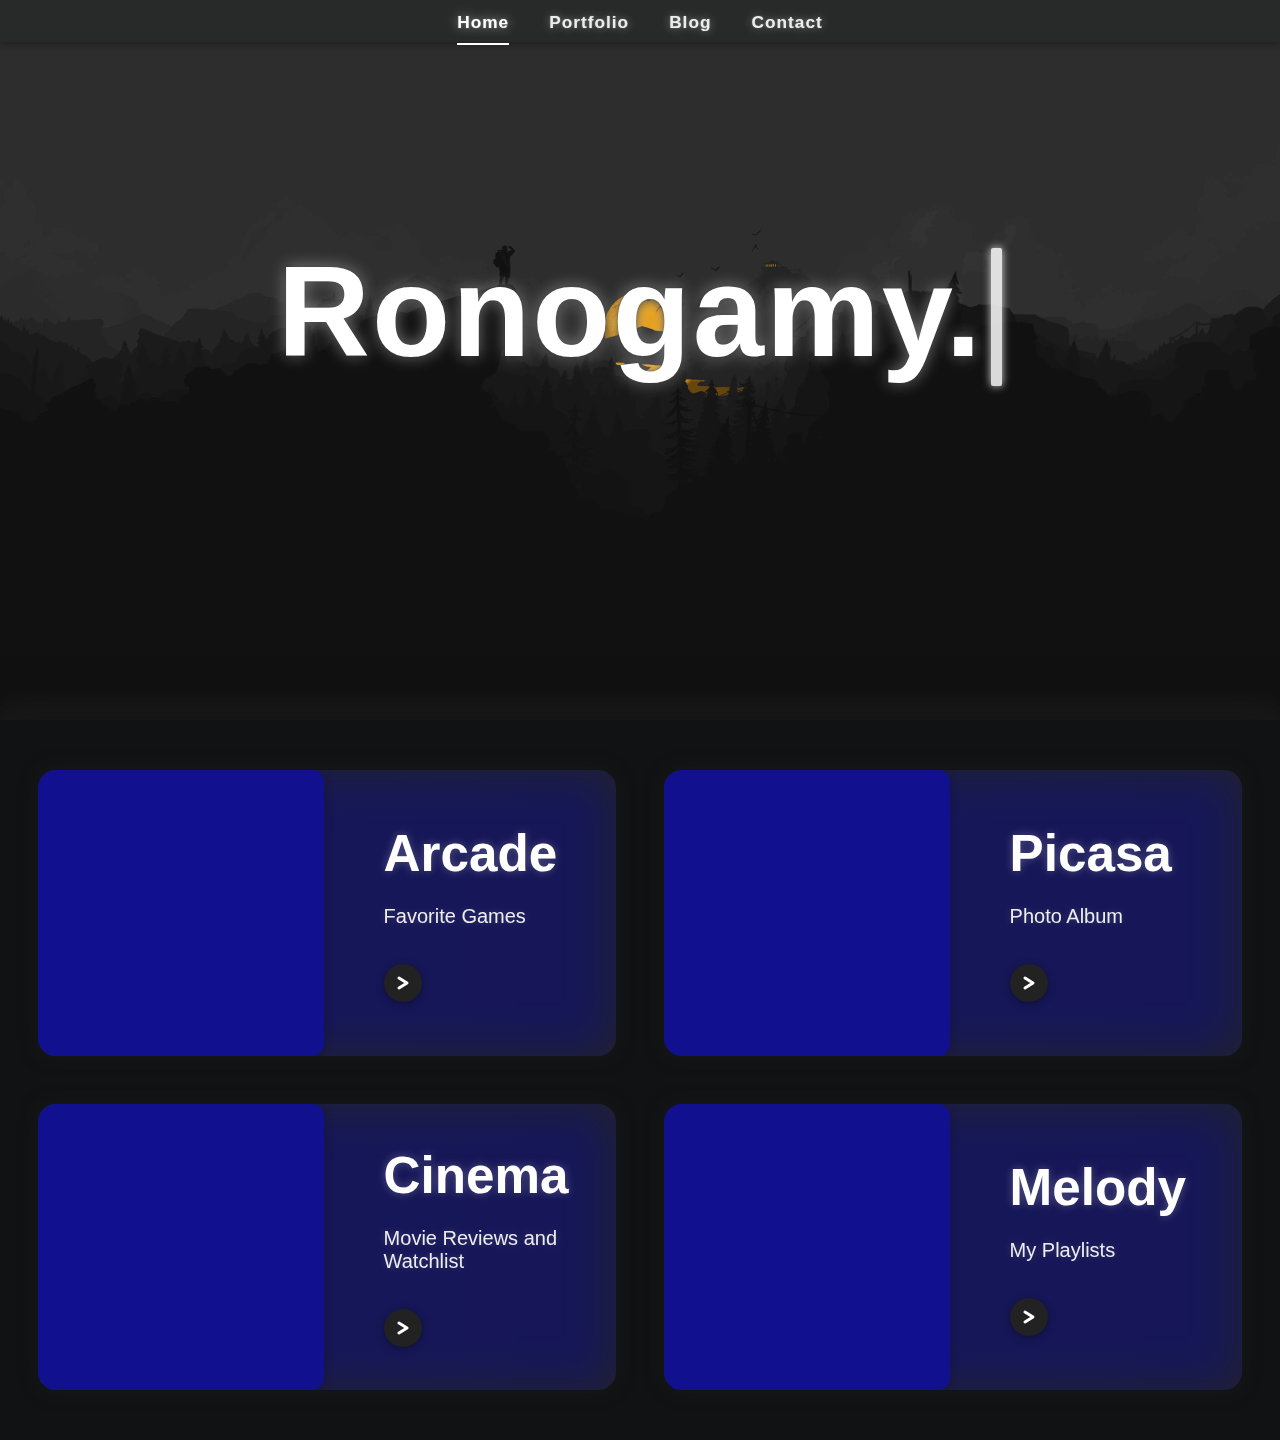 Home Portfolio Blog Contact
Ronogamy.
Arcade
Favorite Games
Picasa
Photo Album
Cinema
Movie Reviews and
Watchlist
Melody
My Playlists